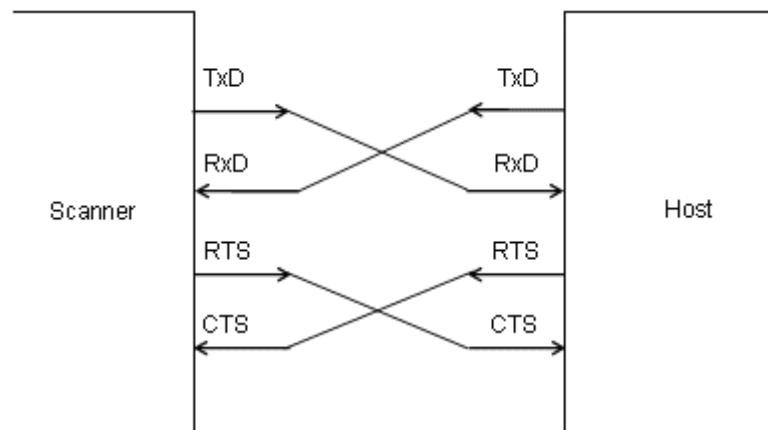 TxD TxD
RxD RxD
Scanner Host
RTS RTS
CTS CTS